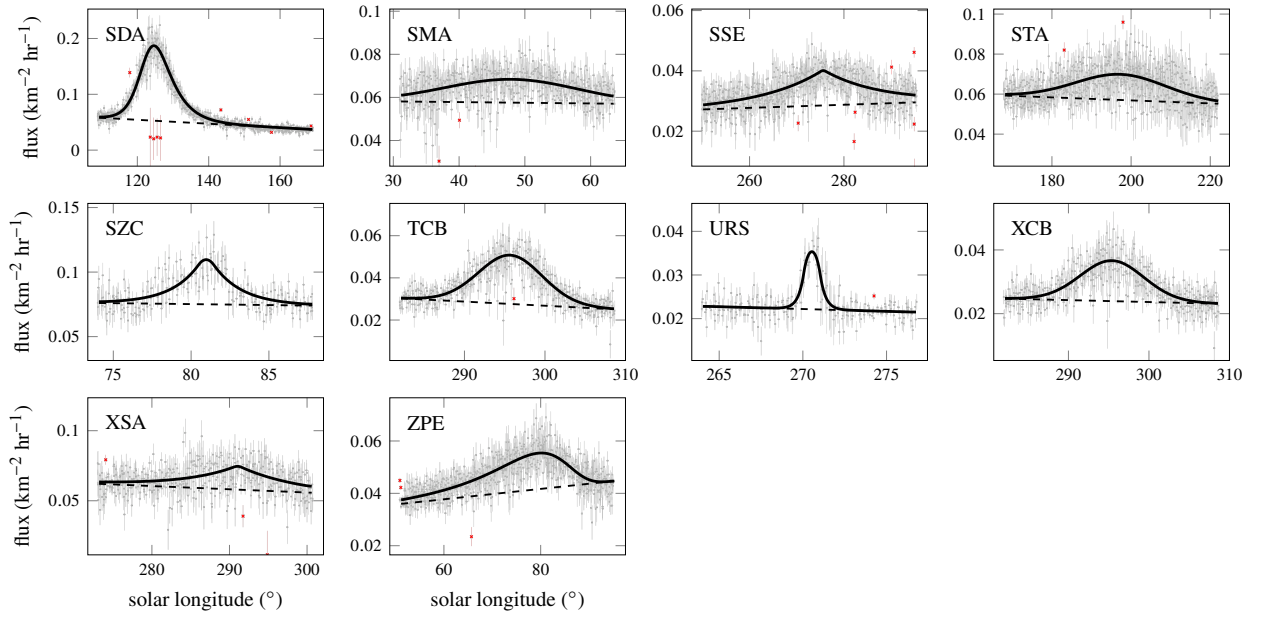 SDA SMA SSE STA
flux (km−2 hr−1)
0.2 0.1 0
0.1 0.08 0.06 0.04
0.06 0.04 0.02
0.1 0.08 0.06 0.04
120 140 160 31 40 50 60 260 280 180 200 220
SZC TCB URS XCB
flux (km−2 hr−1)
0.15 0.1 0.05
0.06 0.04 0.02
0.04 0.03 0.02
0.04 0.02
75 80 85 290 300 310 265 270 275 290 300 310
XSA ZPE
flux (km−2 hr−1)
0.1 0.05
0.06 0.04 0.02
280 290 300 60 80
solar longitude (°) solar longitude (°)